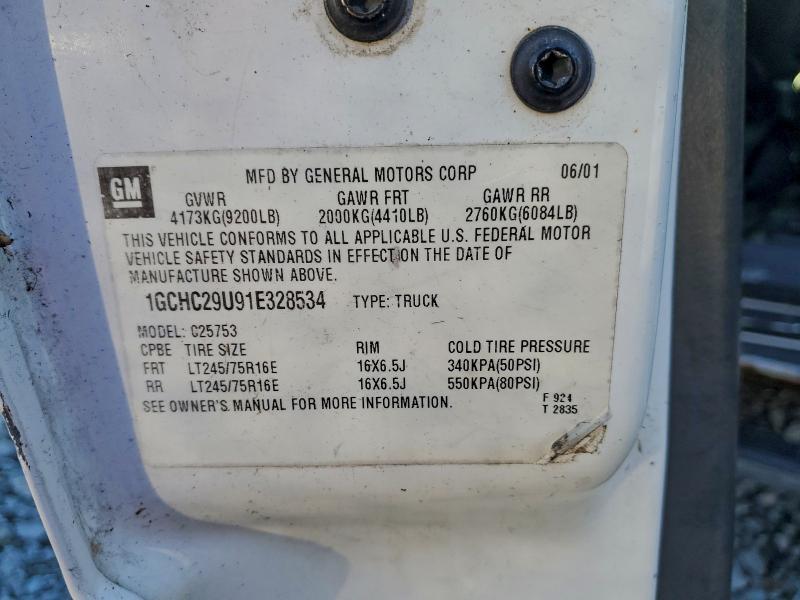 MFD BY GENERAL MOTORS CORP 06/01
GM
GVWR GAWR FRT GAWR RR
4173KG(9200LB) 2000KG(4410LB) 2760KG(6084LB)
THIS VEHICLE CONFORMS TO ALL APPLICABLE U.S. FEDERAL MOTOR
VEHICLE SAFETY STANDARDS IN EFFECT ON THE DATE OF
MANUFACTURE SHOWN ABOVE.
1GCHC29U91E328534 TYPE: TRUCK
MODEL: C25753
CPBE TIRE SIZE RIM COLD TIRE PRESSURE
FRT LT245/75R16E 16X6.5J 340KPA(50PSI)
RR LT245/75R16E 16X6.5J 550KPA(80PSI)
SEE OWNER'S MANUAL FOR MORE INFORMATION.
F 924
T 2835